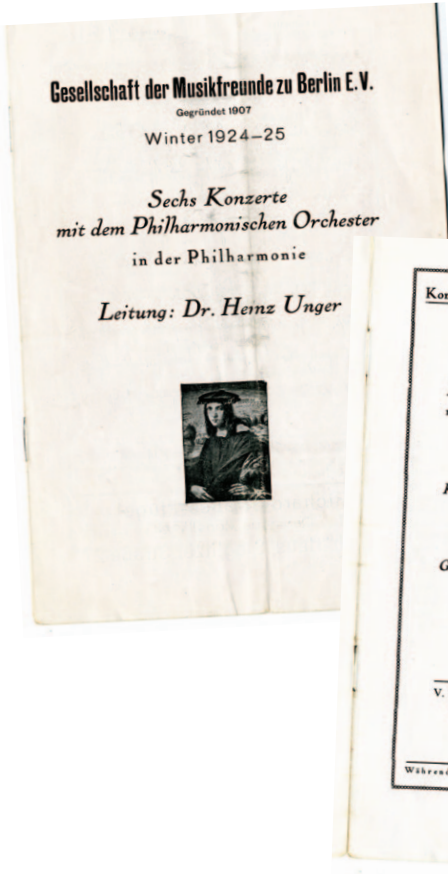 Gesellschaft der Musikfreunde zu Berlin E.V.
Gegründet 1907
Winter 1924–25
Sechs Konzerte
mit dem Philharmonischen Orchester
in der Philharmonie
Leitung: Dr. Heinz Unger
V.